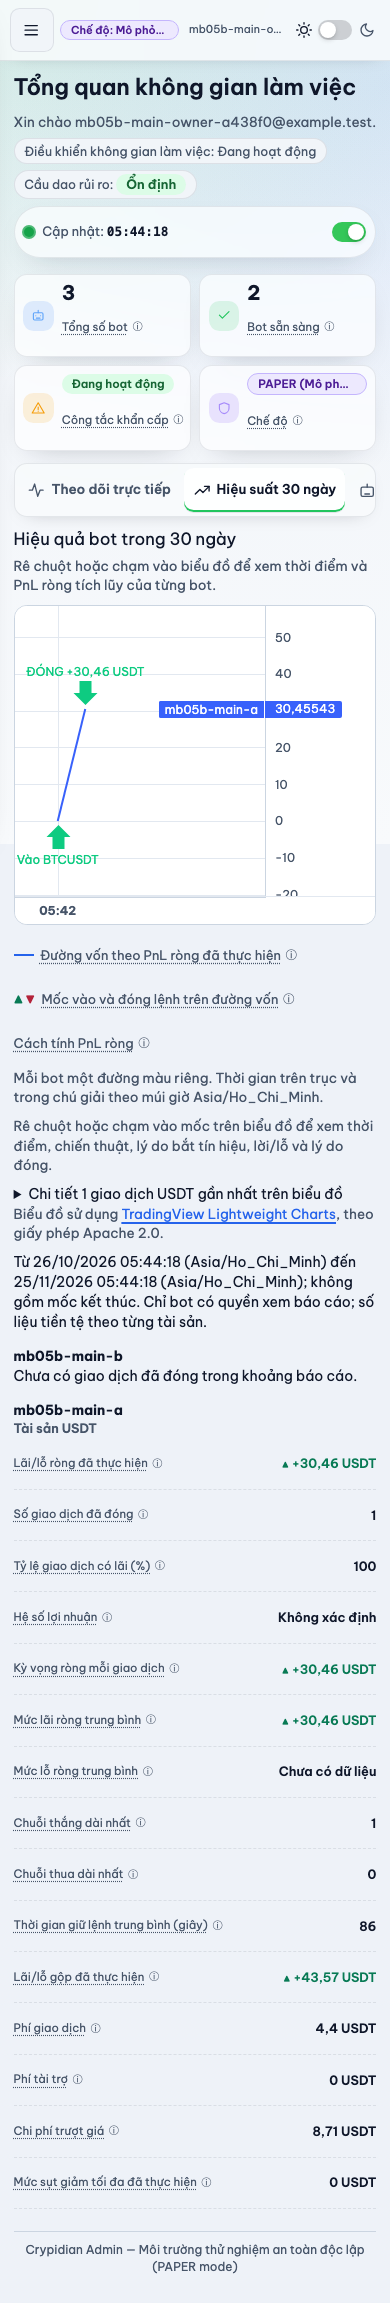 Chế độ: Mô phỏ...
mb05b-main-o...
Tổng quan không gian làm việc
Xin chào mb05b-main-owner-a438f0@example.test.
Điều khiển không gian làm việc: Đang hoạt động
Cầu dao rủi ro: Ổn định
Cập nhật: 05:44:18
3
Tổng số bot ⓘ
2
Bot sẵn sàng ⓘ
Đang hoạt động
Công tắc khẩn cấp ⓘ
PAPER (Mô ph...
Chế độ ⓘ
Theo dõi trực tiếp
Hiệu suất 30 ngày
Hiệu quả bot trong 30 ngày
Rê chuột hoặc chạm vào biểu đồ để xem thời điểm và
PnL ròng tích lũy của từng bot.
50
ĐÓNG +30,46 USDT
40
mb05b-main-a
30,45543
20
10
0
Vào BTCUSDT
-10
-20
05:42
Đường vốn theo PnL ròng đã thực hiện ⓘ
▲▼ Mốc vào và đóng lệnh trên đường vốn ⓘ
Cách tính PnL ròng ⓘ
Mỗi bot một đường màu riêng. Thời gian trên trục và
trong chú giải theo múi giờ Asia/Ho_Chi_Minh.
Rê chuột hoặc chạm vào mốc trên biểu đồ để xem thời
điểm, chiến thuật, lý do bắt tín hiệu, lời/lỗ và lý do
đóng.
▶ Chi tiết 1 giao dịch USDT gần nhất trên biểu đồ
Biểu đồ sử dụng TradingView Lightweight Charts, theo
giấy phép Apache 2.0.
Từ 26/10/2026 05:44:18 (Asia/Ho_Chi_Minh) đến
25/11/2026 05:44:18 (Asia/Ho_Chi_Minh); không
gồm mốc kết thúc. Chỉ bot có quyền xem báo cáo; số
liệu tiền tệ theo từng tài sản.
mb05b-main-b
Chưa có giao dịch đã đóng trong khoảng báo cáo.
mb05b-main-a
Tài sản USDT
Lãi/lỗ ròng đã thực hiện ⓘ ▲ +30,46 USDT
Số giao dịch đã đóng ⓘ 1
Tỷ lệ giao dịch có lãi (%) ⓘ 100
Hệ số lợi nhuận ⓘ Không xác định
Kỳ vọng ròng mỗi giao dịch ⓘ ▲ +30,46 USDT
Mức lãi ròng trung bình ⓘ ▲ +30,46 USDT
Mức lỗ ròng trung bình ⓘ Chưa có dữ liệu
Chuỗi thắng dài nhất ⓘ 1
Chuỗi thua dài nhất ⓘ 0
Thời gian giữ lệnh trung bình (giây) ⓘ 86
Lãi/lỗ gộp đã thực hiện ⓘ ▲ +43,57 USDT
Phí giao dịch ⓘ 4,4 USDT
Phí tài trợ ⓘ 0 USDT
Chi phí trượt giá ⓘ 8,71 USDT
Mức sụt giảm tối đa đã thực hiện ⓘ 0 USDT
Crypidian Admin — Môi trường thử nghiệm an toàn độc lập
(PAPER mode)